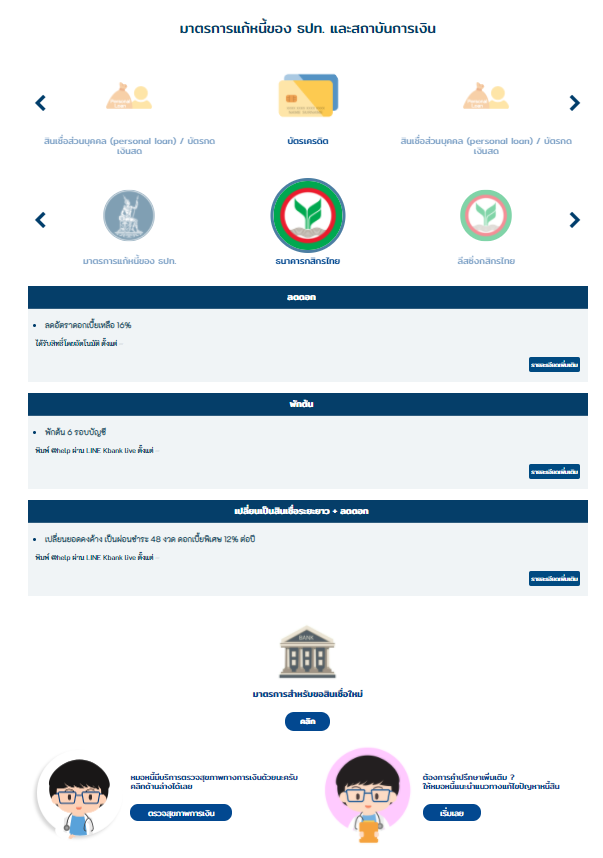 มาตรการแก้หนี้ของ ธปท. และสถาบันการเงิน
สินเชื่อส่วนบุคคล (personal loan) / บัตรกด
เงินสด
บัตรเครดิต
สินเชื่อส่วนบุคคล (personal loan) / บัตรกด
เงินสด
มาตรการแก้หนี้ของ ธปท.
ธนาคารกสิกรไทย
ลีสซิ่งกสิกรไทย
ลดดอก
ลดอัตราดอกเบี้ยเหลือ 16%
ได้รับสิทธิ์โดยอัตโนมัติ ตั้งแต่ --
รายละเอียดเพิ่มเติม
พักต้น
พักต้น 6 รอบบัญชี
พิมพ์ @help ผ่าน LINE Kbank live ตั้งแต่ --
รายละเอียดเพิ่มเติม
เปลี่ยนเป็นสินเชื่อระยะยาว + ลดดอก
เปลี่ยนยอดคงค้าง เป็นผ่อนชำระ 48 งวด ดอกเบี้ยพิเศษ 12% ต่อปี
พิมพ์ @help ผ่าน LINE Kbank live ตั้งแต่ --
รายละเอียดเพิ่มเติม
BANK
มาตรการสำหรับขอสินเชื่อใหม่
คลิก
หมอหนี้มีบริการตรวจสุขภาพทางการเงินด้วยนะครับ
คลิกด้านล่างได้เลย
ตรวจสุขภาพการเงิน
ต้องการคำปรึกษาเพิ่มเติม ?
ให้หมอหนี้แนะนำแนวทางแก้ไขปัญหาหนี้สิน
เริ่มเลย